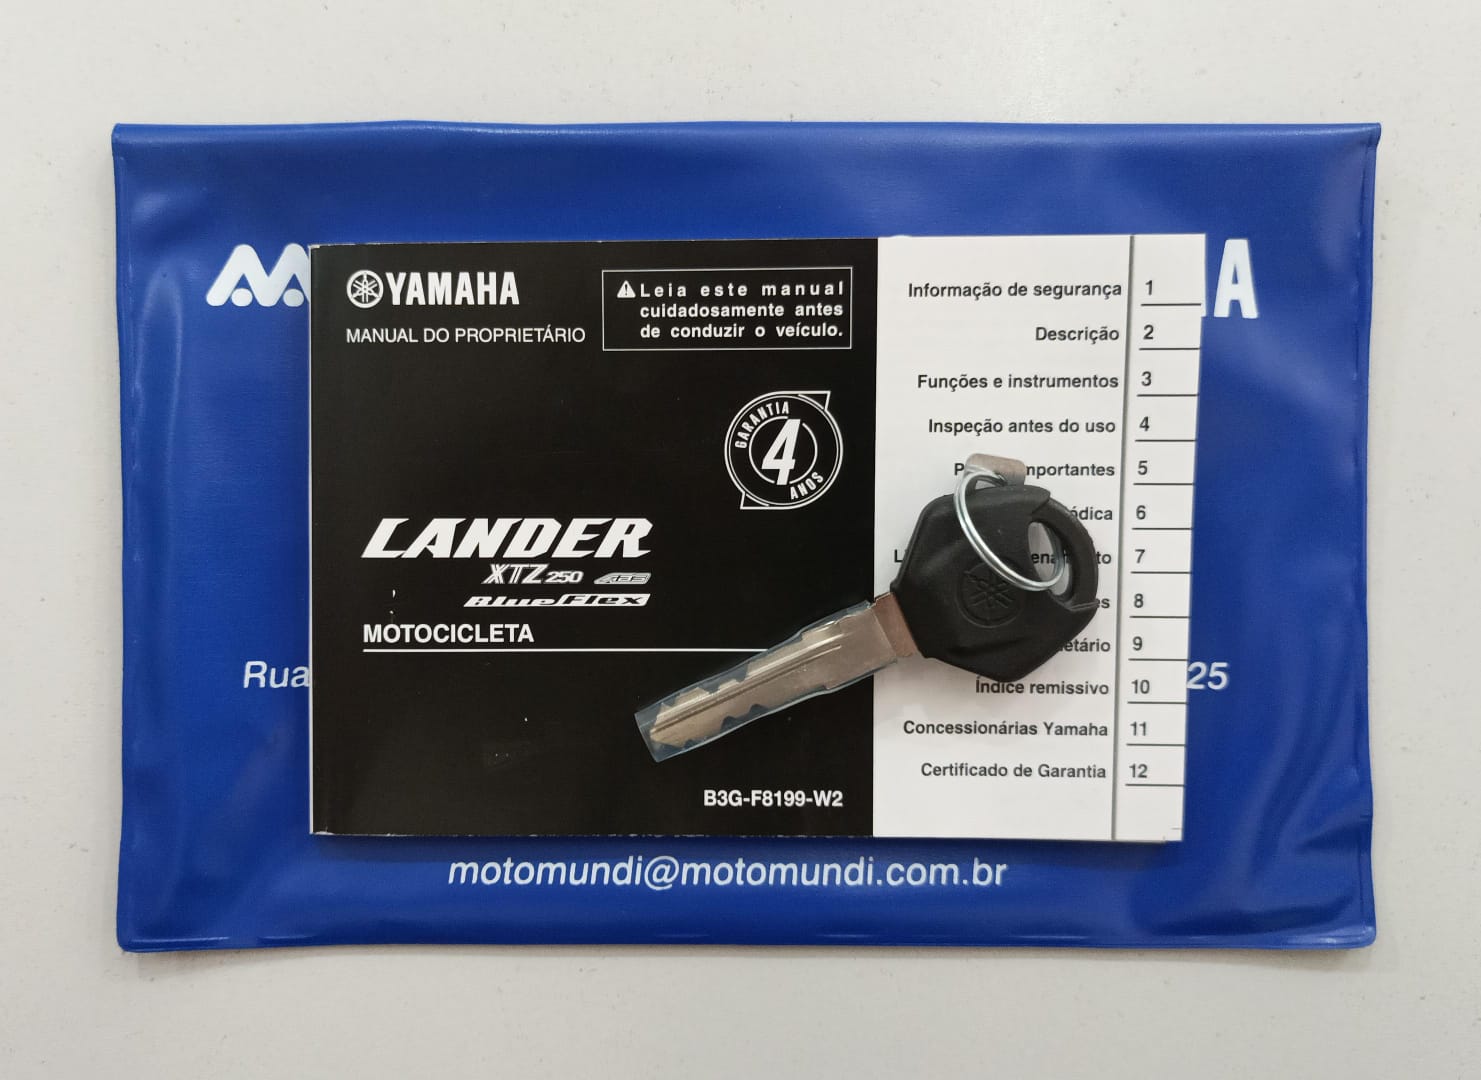 YAMAHA
MANUAL DO PROPRIETÁRIO
Leia este manual
cuidadosamente antes
de conduzir o veículo.
GARANTIA
4
ANOS
LANDER
XTZ 250 ABS
BlueFlex
MOTOCICLETA
B3G-F8199-W2
Informação de segurança 1
Descrição 2
Funções e instrumentos 3
Inspeção antes do uso 4
5
6
7
8
9
Índice remissivo 10
Concessionárias Yamaha 11
Certificado de Garantia 12
Rua
25
motomundi@motomundi.com.br